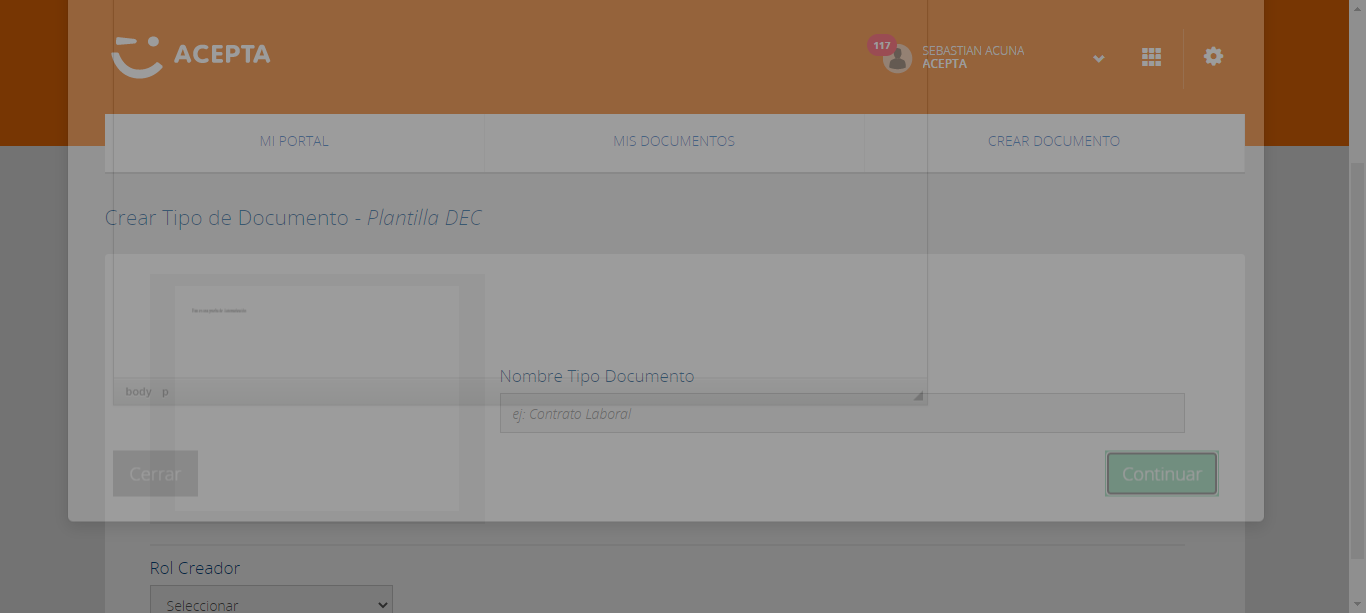 ACEPTA
117
SEBASTIAN ACUNA
ACEPTA
MI PORTAL
MIS DOCUMENTOS
CREAR DOCUMENTO
Crear Tipo de Documento - Plantilla DEC
Nombre Tipo Documento
body p
ej: Contrato Laboral
Cerrar
Continuar
Rol Creador
Seleccionar